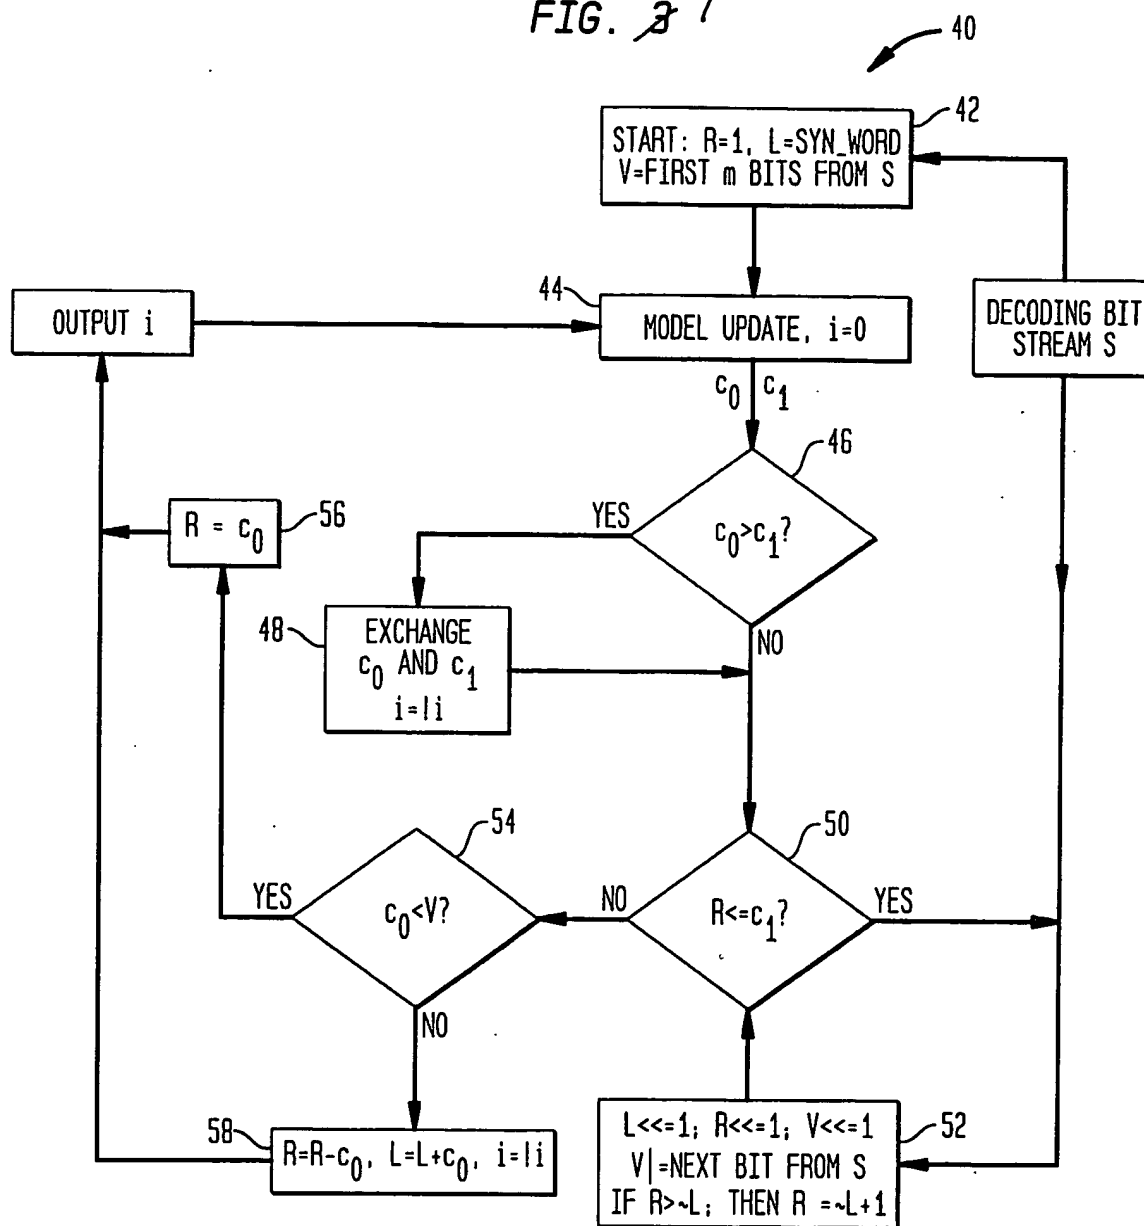 FIG. 3 1
40
42
START: R=1, L=SYN_WORD
V=FIRST m BITS FROM S
44
OUTPUT i
MODEL UPDATE, i=0
DECODING BIT
STREAM S
c0 c1
46
YES
c0>c1?
56
R = c0
NO
48
EXCHANGE
c0 AND c1
i=!i
54
50
YES
c0<V?
NO
R<=c1?
YES
NO
58
R=R-c0, L=L+c0, i=!i
52
L<<=1; R<<=1; V<<=1
V|=NEXT BIT FROM S
IF R>~L; THEN R =~L+1